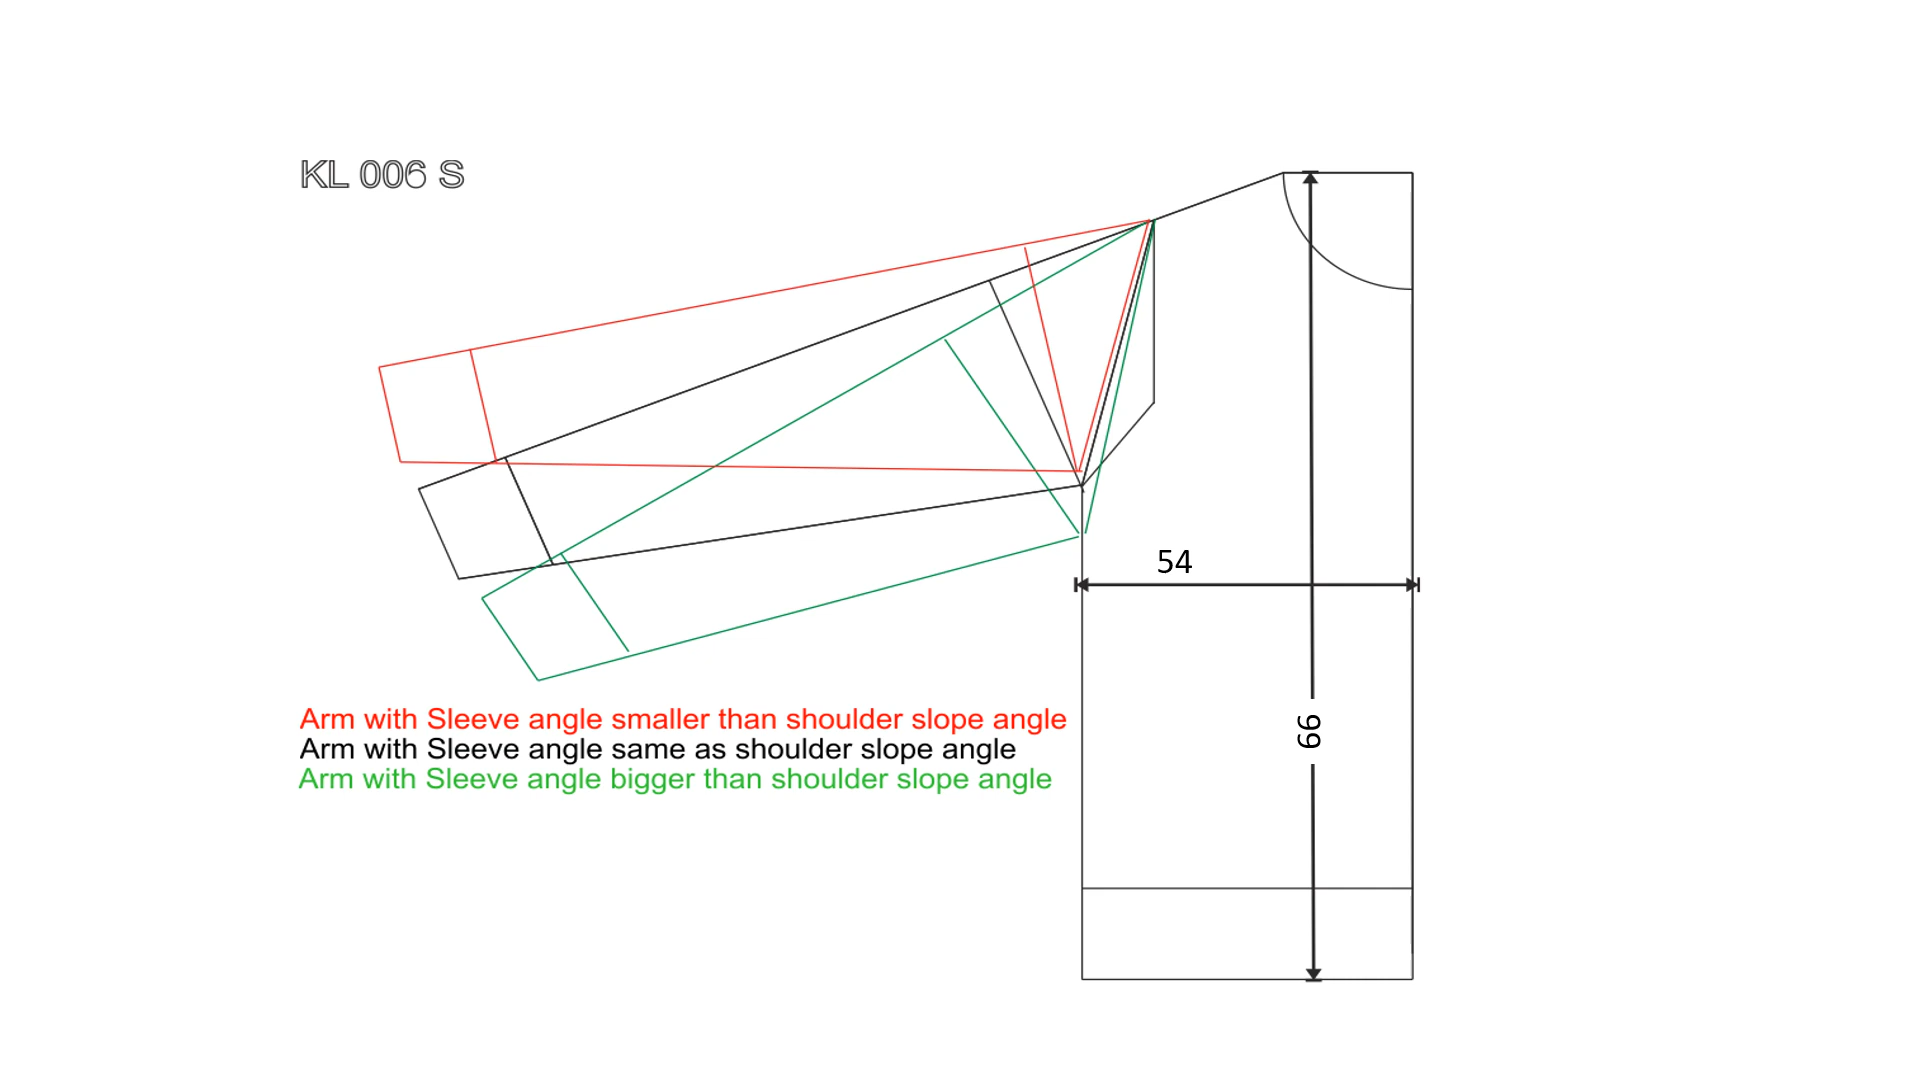 KL 006 S
54
66
Arm with Sleeve angle smaller than shoulder slope angle
Arm with Sleeve angle same as shoulder slope angle
Arm with Sleeve angle bigger than shoulder slope angle